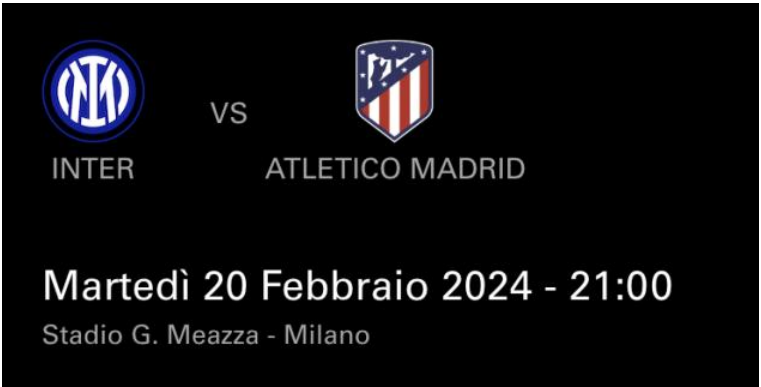 VS
INTER ATLETICO MADRID
Martedì 20 Febbraio 2024 - 21:00
Stadio G. Meazza - Milano